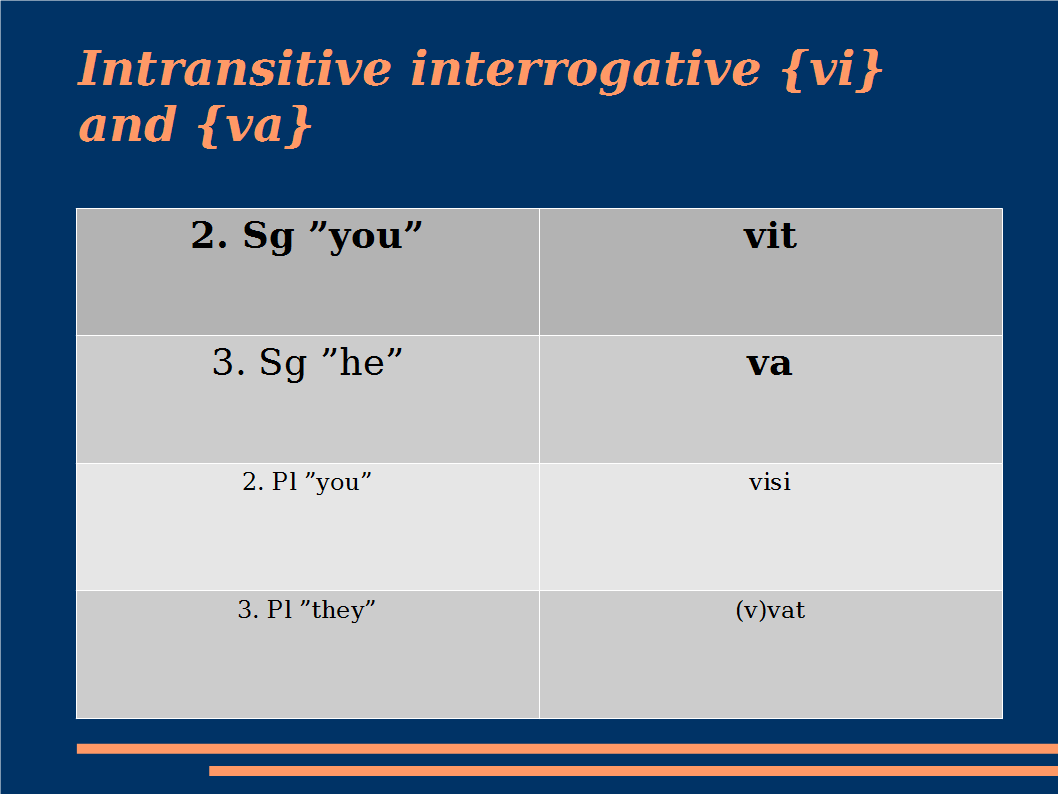 Intransitive interrogative {vi}
and {va}
2. Sg ”you” vit
3. Sg ”he” va
2. Pl ”you” visi
3. Pl ”they” (v)vat